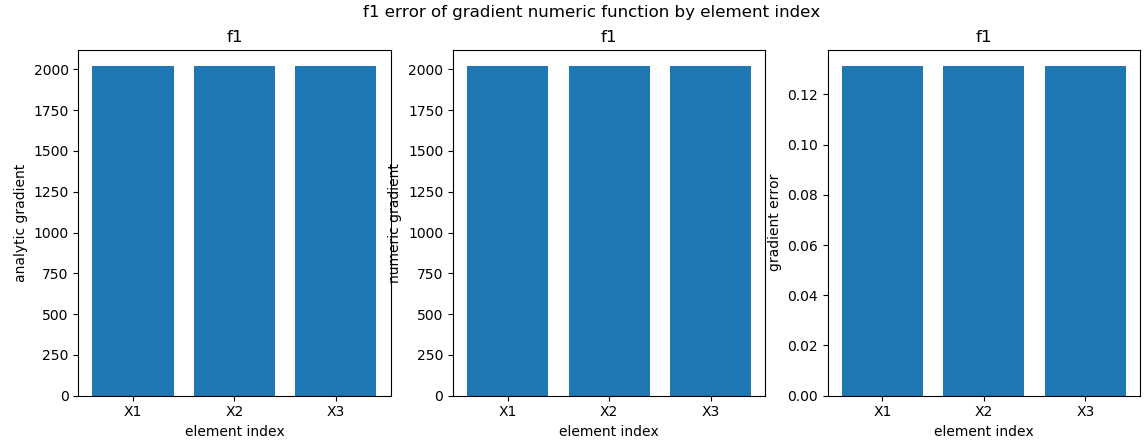 f1 error of gradient numeric function by element index
f1
analytic gradient
2000
1750
1500
1250
1000
750
500
250
0
X1 X2 X3
element index
f1
numeric gradient
2000
1750
1500
1250
1000
750
500
250
0
X1 X2 X3
element index
f1
gradient error
0.12
0.10
0.08
0.06
0.04
0.02
0.00
X1 X2 X3
element index